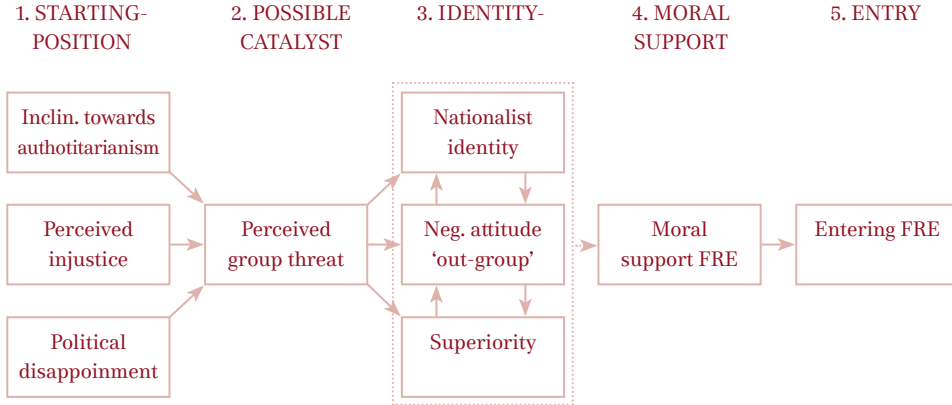 1. STARTING-
POSITION
2. POSSIBLE
CATALYST
3. IDENTITY-
4. MORAL
SUPPORT
5. ENTRY
Inclin. towards
authotitarianism
Perceived
injustice
Political
disappoinment
Perceived
group threat
Nationalist
identity
Neg. attitude
‘out-group’
Superiority
Moral
support FRE
Entering FRE